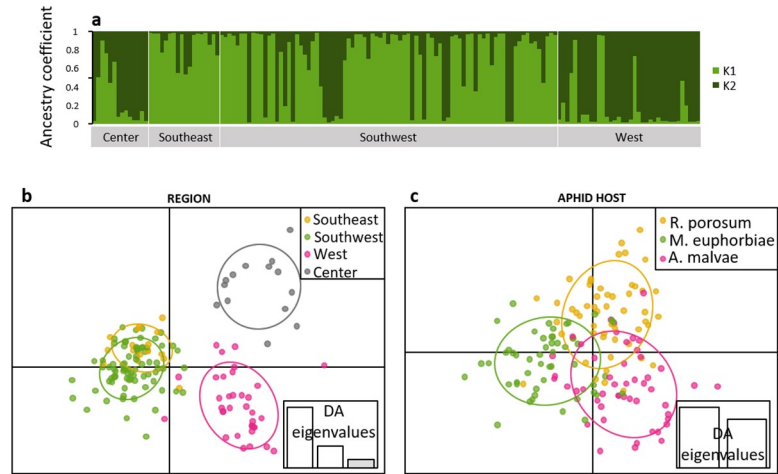 a
Ancestry coefficient
1
0.8
0.6
0.4
0.2
0
K1
K2
Center Southeast Southwest West
b REGION
Southeast
Southwest
West
Center
DA
eigenvalues
c APHID HOST
R. porosum
M. euphorbiae
A. malvae
DA
eigenvalues